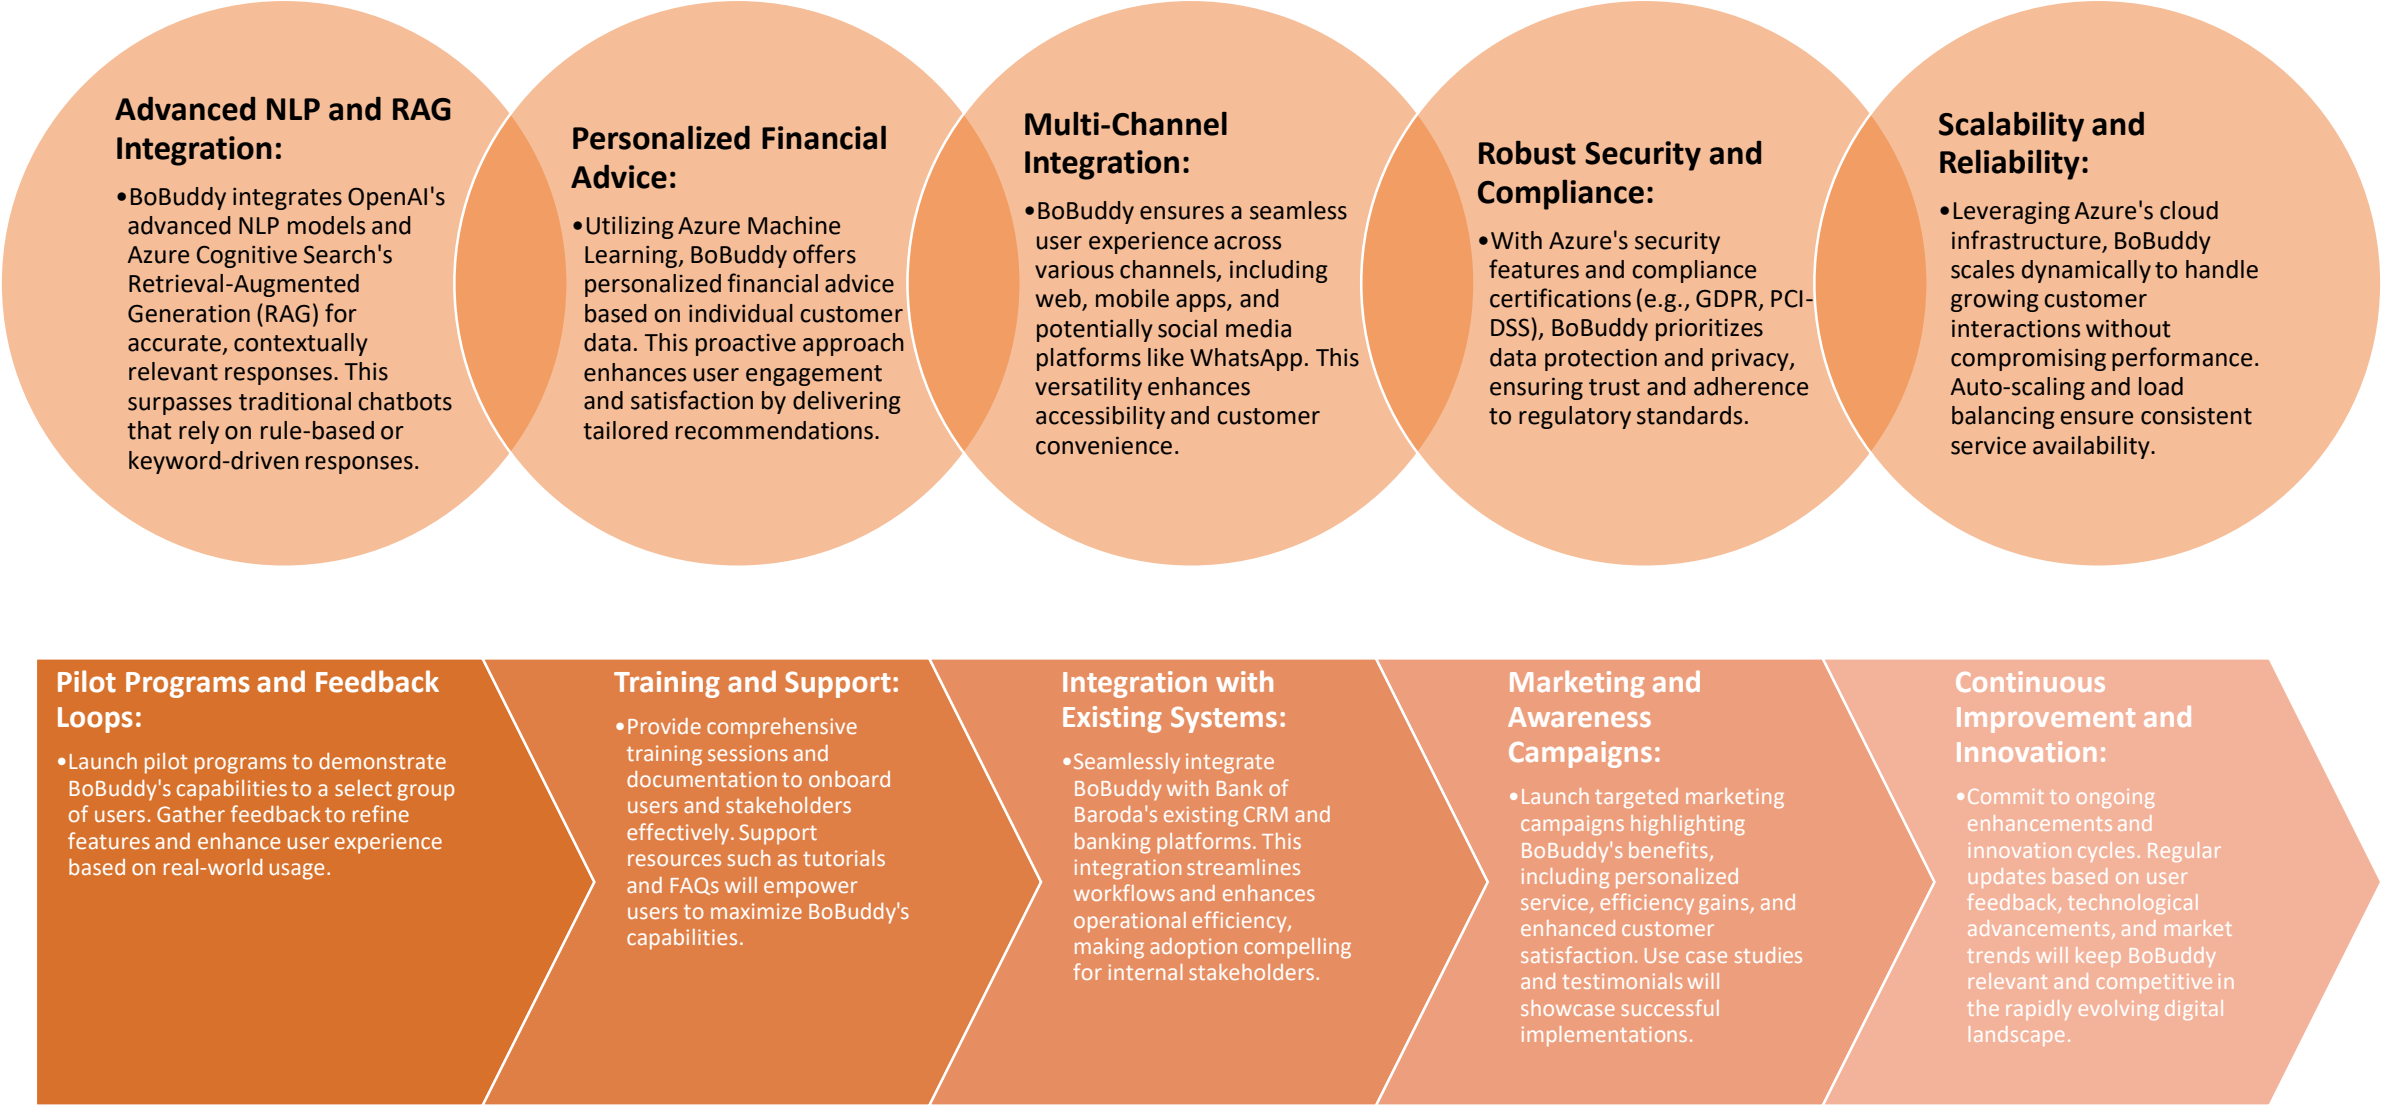 Advanced NLP and RAG
Integration:
•BoBuddy integrates OpenAI's
advanced NLP models and
Azure Cognitive Search's
Retrieval-Augmented
Generation (RAG) for
accurate, contextually
relevant responses. This
surpasses traditional chatbots
that rely on rule-based or
keyword-driven responses.
Personalized Financial
Advice:
•Utilizing Azure Machine
Learning, BoBuddy offers
personalized financial advice
based on individual customer
data. This proactive approach
enhances user engagement
and satisfaction by delivering
tailored recommendations.
Multi-Channel
Integration:
•BoBuddy ensures a seamless
user experience across
various channels, including
web, mobile apps, and
potentially social media
platforms like WhatsApp. This
versatility enhances
accessibility and customer
convenience.
Robust Security and
Compliance:
•With Azure's security
features and compliance
certifications (e.g., GDPR, PCI-
DSS), BoBuddy prioritizes
data protection and privacy,
ensuring trust and adherence
to regulatory standards.
Scalability and
Reliability:
•Leveraging Azure's cloud
infrastructure, BoBuddy
scales dynamically to handle
growing customer
interactions without
compromising performance.
Auto-scaling and load
balancing ensure consistent
service availability.
Pilot Programs and Feedback
Loops:
•Launch pilot programs to demonstrate
BoBuddy's capabilities to a select group
of users. Gather feedback to refine
features and enhance user experience
based on real-world usage.
Training and Support:
•Provide comprehensive
training sessions and
documentation to onboard
users and stakeholders
effectively. Support
resources such as tutorials
and FAQs will empower
users to maximize BoBuddy's
capabilities.
Integration with
Existing Systems:
•Seamlessly integrate
BoBuddy with Bank of
Baroda's existing CRM and
banking platforms. This
integration streamlines
workflows and enhances
operational efficiency,
making adoption compelling
for internal stakeholders.
Marketing and
Awareness
Campaigns:
•Launch targeted marketing
campaigns highlighting
BoBuddy's benefits,
including personalized
service, efficiency gains, and
enhanced customer
satisfaction. Use case studies
and testimonials will
showcase successful
implementations.
Continuous
Improvement and
Innovation:
•Commit to ongoing
enhancements and
innovation cycles. Regular
updates based on user
feedback, technological
advancements, and market
trends will keep BoBuddy
relevant and competitive in
the rapidly evolving digital
landscape.